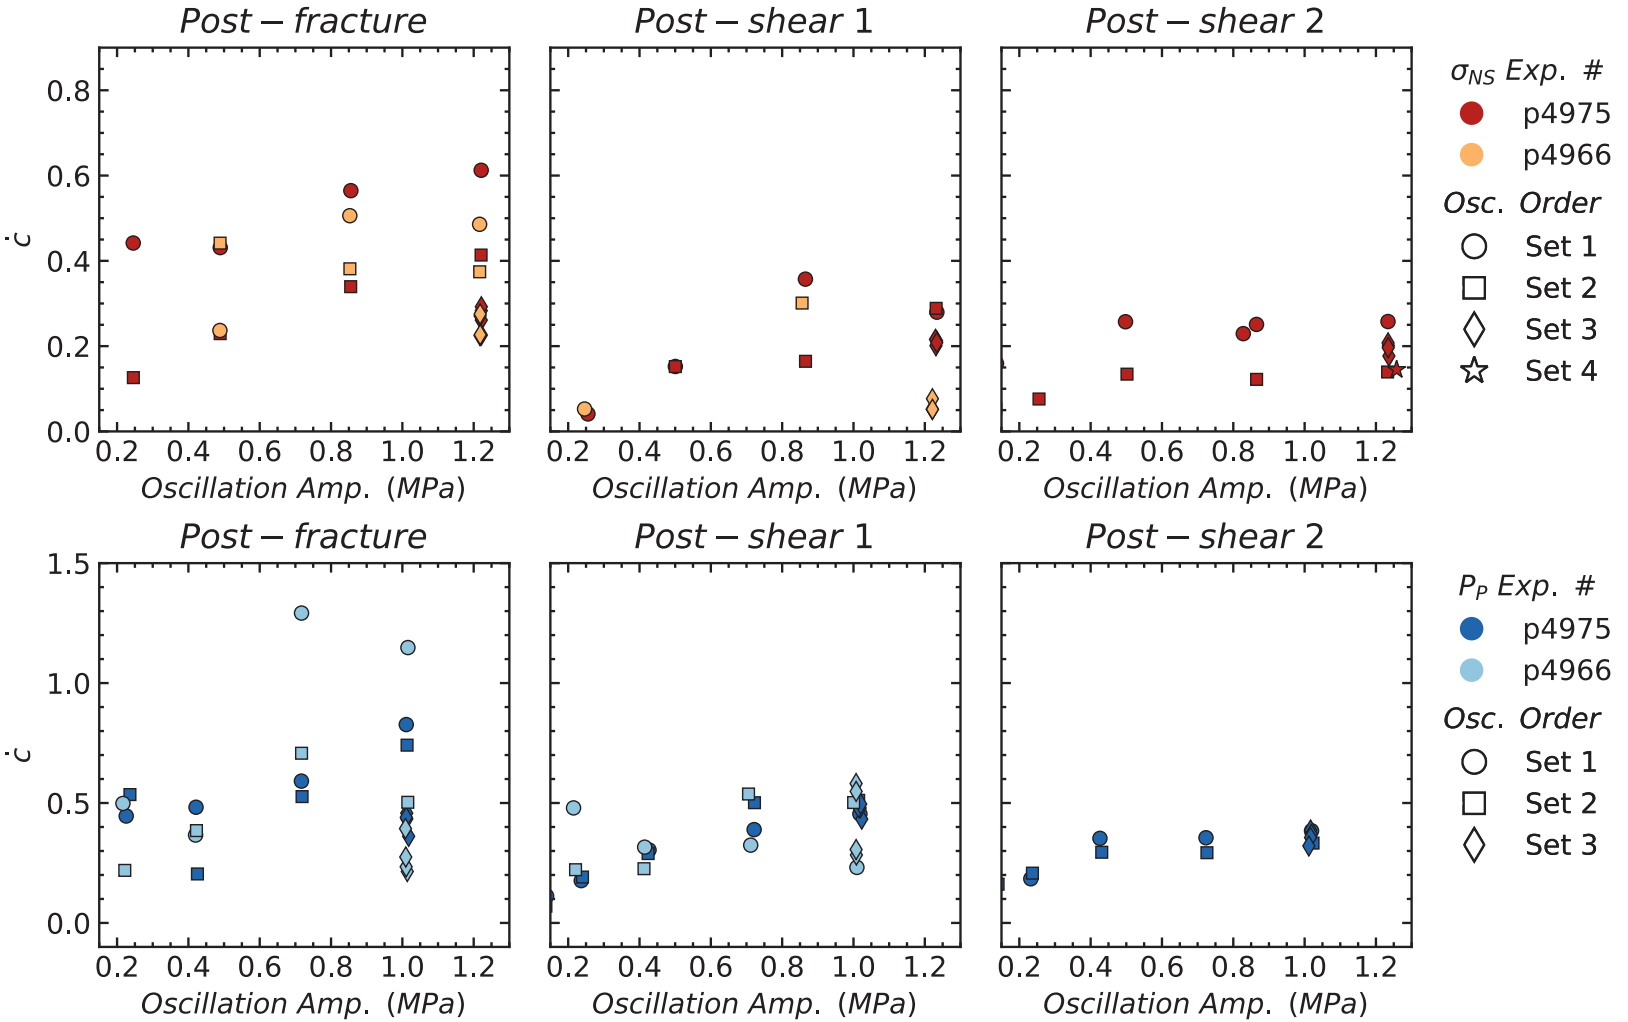 Post − fracture
Post − shear 1
Post − shear 2
0.8
0.6
0.4
0.2
0.0
ċ
0.2 0.4 0.6 0.8 1.0 1.2
0.2 0.4 0.6 0.8 1.0 1.2
0.2 0.4 0.6 0.8 1.0 1.2
Oscillation Amp. (MPa)
Oscillation Amp. (MPa)
Oscillation Amp. (MPa)
σNS Exp. #
p4975
p4966
Osc. Order
Set 1
Set 2
Set 3
Set 4
Post − fracture
Post − shear 1
Post − shear 2
1.5
1.0
0.5
0.0
ċ
0.2 0.4 0.6 0.8 1.0 1.2
0.2 0.4 0.6 0.8 1.0 1.2
0.2 0.4 0.6 0.8 1.0 1.2
Oscillation Amp. (MPa)
Oscillation Amp. (MPa)
Oscillation Amp. (MPa)
PP Exp. #
p4975
p4966
Osc. Order
Set 1
Set 2
Set 3